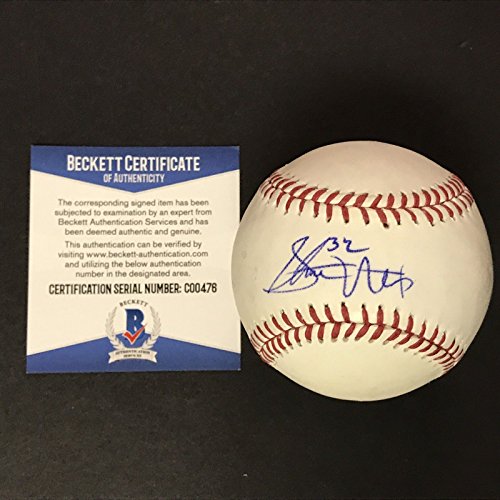 BECKETT CERTIFICATE
OF AUTHENTICITY
The corresponding signed item has been
subjected to examination by an expert from
Beckett Authentication Services and has
been deemed authentic and genuine.
This authentication can be verified by
visiting www.beckett-authentication.com
and utilizing the below authentication
number in the designated area.
CERTIFICATION SERIAL NUMBER: C00476
BECKETT
B
AUTHENTICATION
SERVICES
32